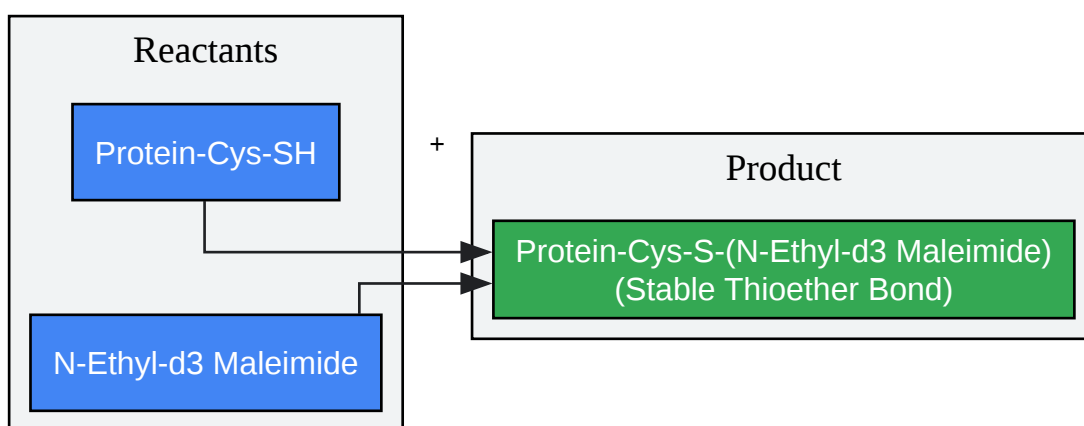 Reactants
Protein-Cys-SH
N-Ethyl-d3 Maleimide
+
Product
Protein-Cys-S-(N-Ethyl-d3 Maleimide)
(Stable Thioether Bond)